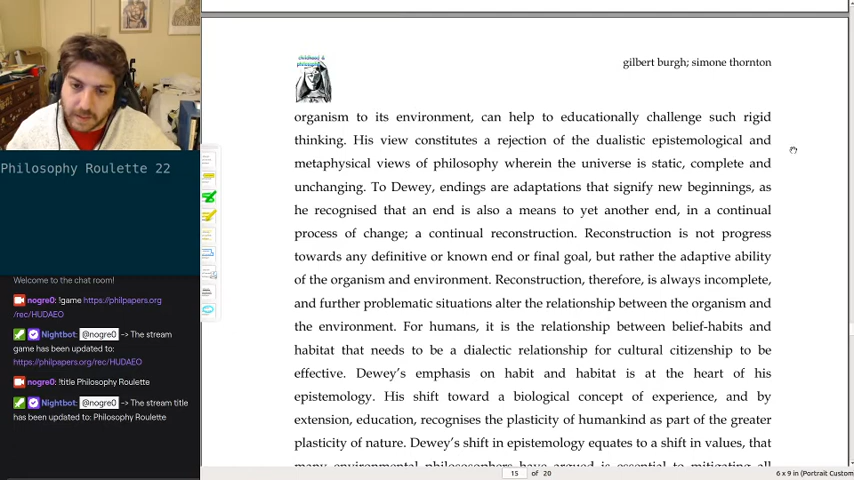 childhood &
philosophy
gilbert burgh; simone thornton
organism to its environment, can help to educationally challenge such rigid
thinking. His view constitutes a rejection of the dualistic epistemological and
metaphysical views of philosophy wherein the universe is static, complete and
unchanging. To Dewey, endings are adaptations that signify new beginnings, as
he recognised that an end is also a means to yet another end, in a continual
process of change; a continual reconstruction. Reconstruction is not progress
towards any definitive or known end or final goal, but rather the adaptive ability
of the organism and environment. Reconstruction, therefore, is always incomplete,
and further problematic situations alter the relationship between the organism and
the environment. For humans, it is the relationship between belief-habits and
habitat that needs to be a dialectic relationship for cultural citizenship to be
effective. Dewey's emphasis on habit and habitat is at the heart of his
epistemology. His shift toward a biological concept of experience, and by
extension, education, recognises the plasticity of humankind as part of the greater
plasticity of nature. Dewey's shift in epistemology equates to a shift in values, that
many environmental philosophers have argued is essential to mitigating all
15 of 20
6 x 9 in (Portrait Custom
Philosophy Roulette 22
Welcome to the chat room!
nogre0: !game https://philpapers.org
/rec/HUDAEO
Nightbot: @nogre0 -> The stream
game has been updated to:
https://philpapers.org/rec/HUDAEO
nogre0: !title Philosophy Roulette
Nightbot: @nogre0 -> The stream title
has been updated to: Philosophy Roulette